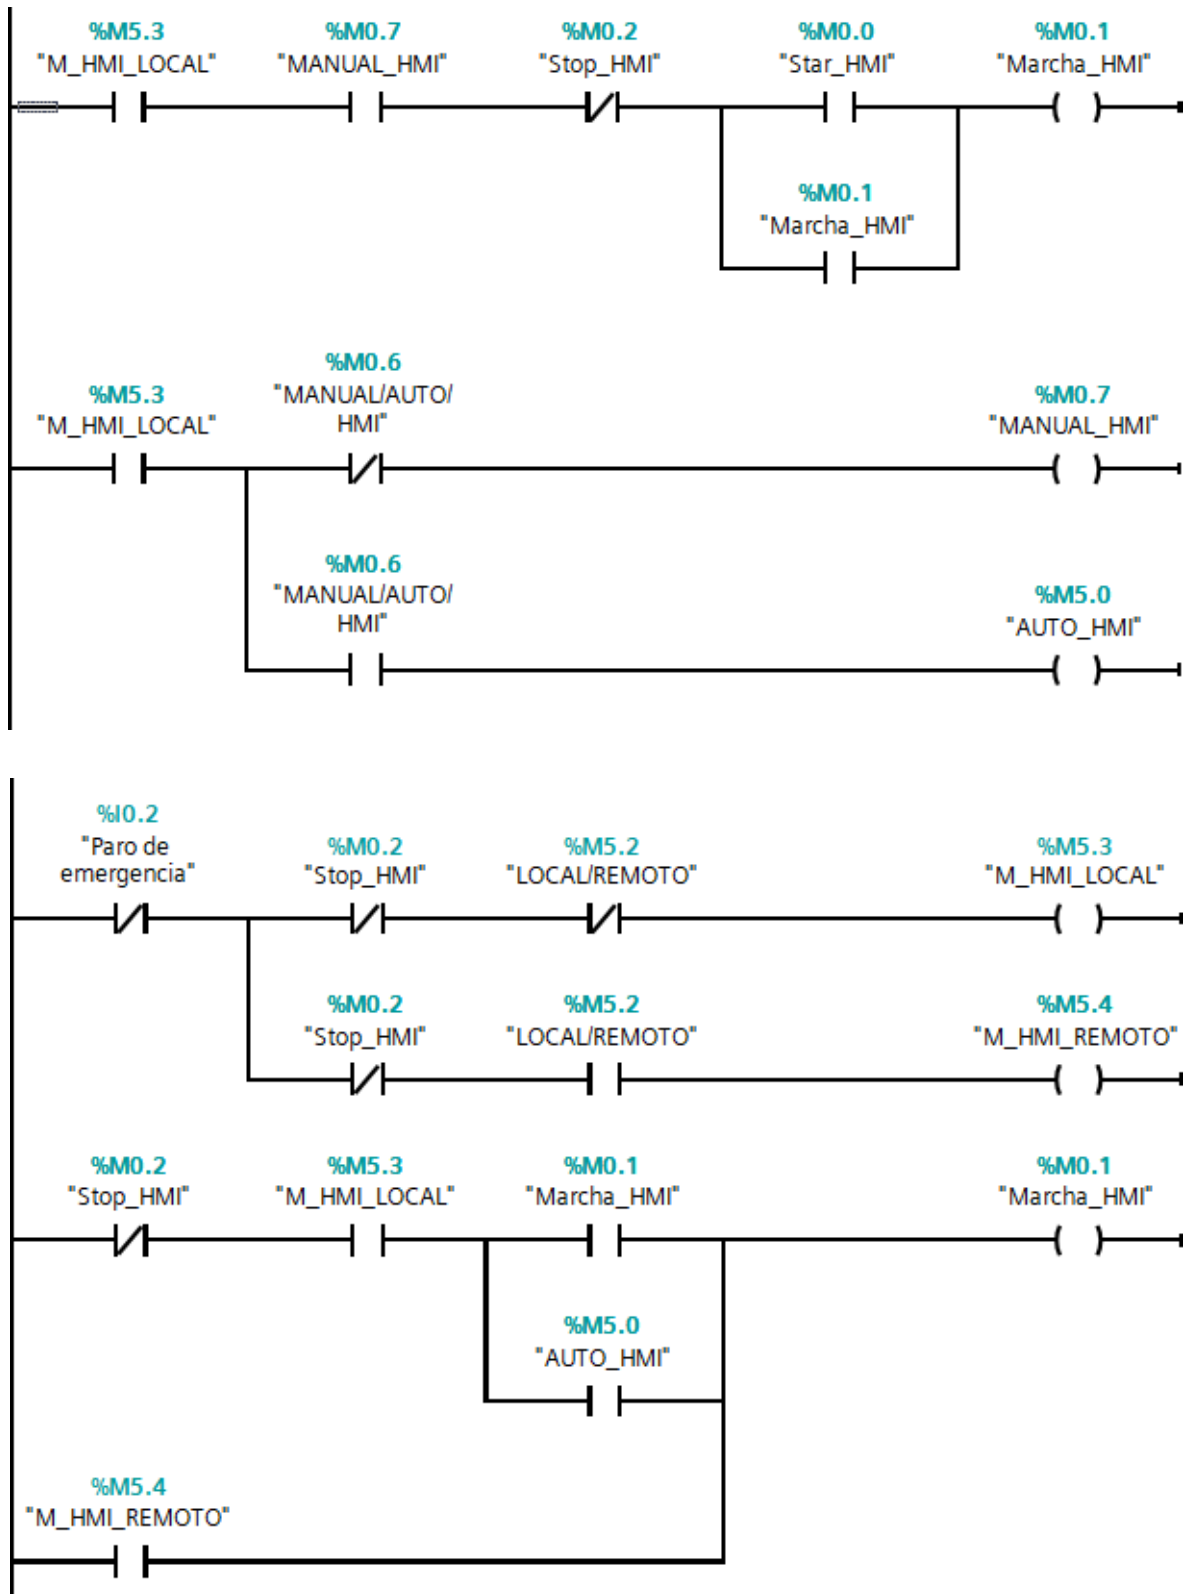 %M5.3 %M0.7 %M0.2 %M0.0 %M0.1
"M_HMI_LOCAL" "MANUAL_HMI" "Stop_HMI" "Star_HMI" "Marcha_HMI"
%M0.1
"Marcha_HMI"
%M0.6
%M5.3 "MANUAL/AUTO/ %M0.7
"M_HMI_LOCAL" HMI" "MANUAL_HMI"
%M0.6
"MANUAL/AUTO/ %M5.0
HMI" "AUTO_HMI"
%I0.2
"Paro de %M0.2 %M5.2 %M5.3
emergencia" "Stop_HMI" "LOCAL/REMOTO" "M_HMI_LOCAL"
%M0.2 %M5.2 %M5.4
"Stop_HMI" "LOCAL/REMOTO" "M_HMI_REMOTO"
%M0.2 %M5.3 %M0.1 %M0.1
"Stop_HMI" "M_HMI_LOCAL" "Marcha_HMI" "Marcha_HMI"
%M5.0
"AUTO_HMI"
%M5.4
"M_HMI_REMOTO"